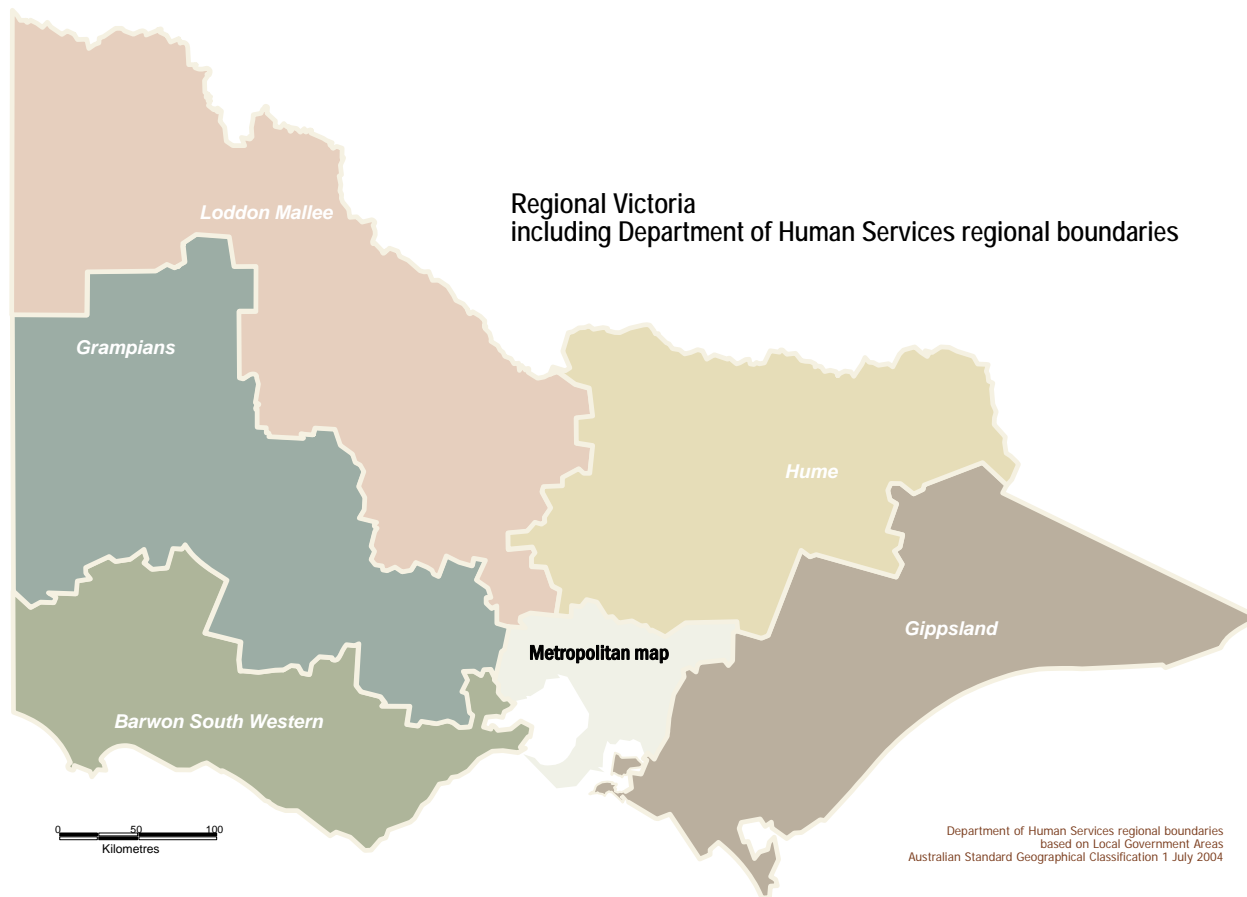 Loddon Mallee
Regional Victoria
including Department of Human Services regional boundaries
Grampians
Hume
Gippsland
Metropolitan map
Barwon South Western
0 50 100
Kilometres
Department of Human Services regional boundaries
based on Local Government Areas
Australian Standard Geographical Classification 1 July 2004